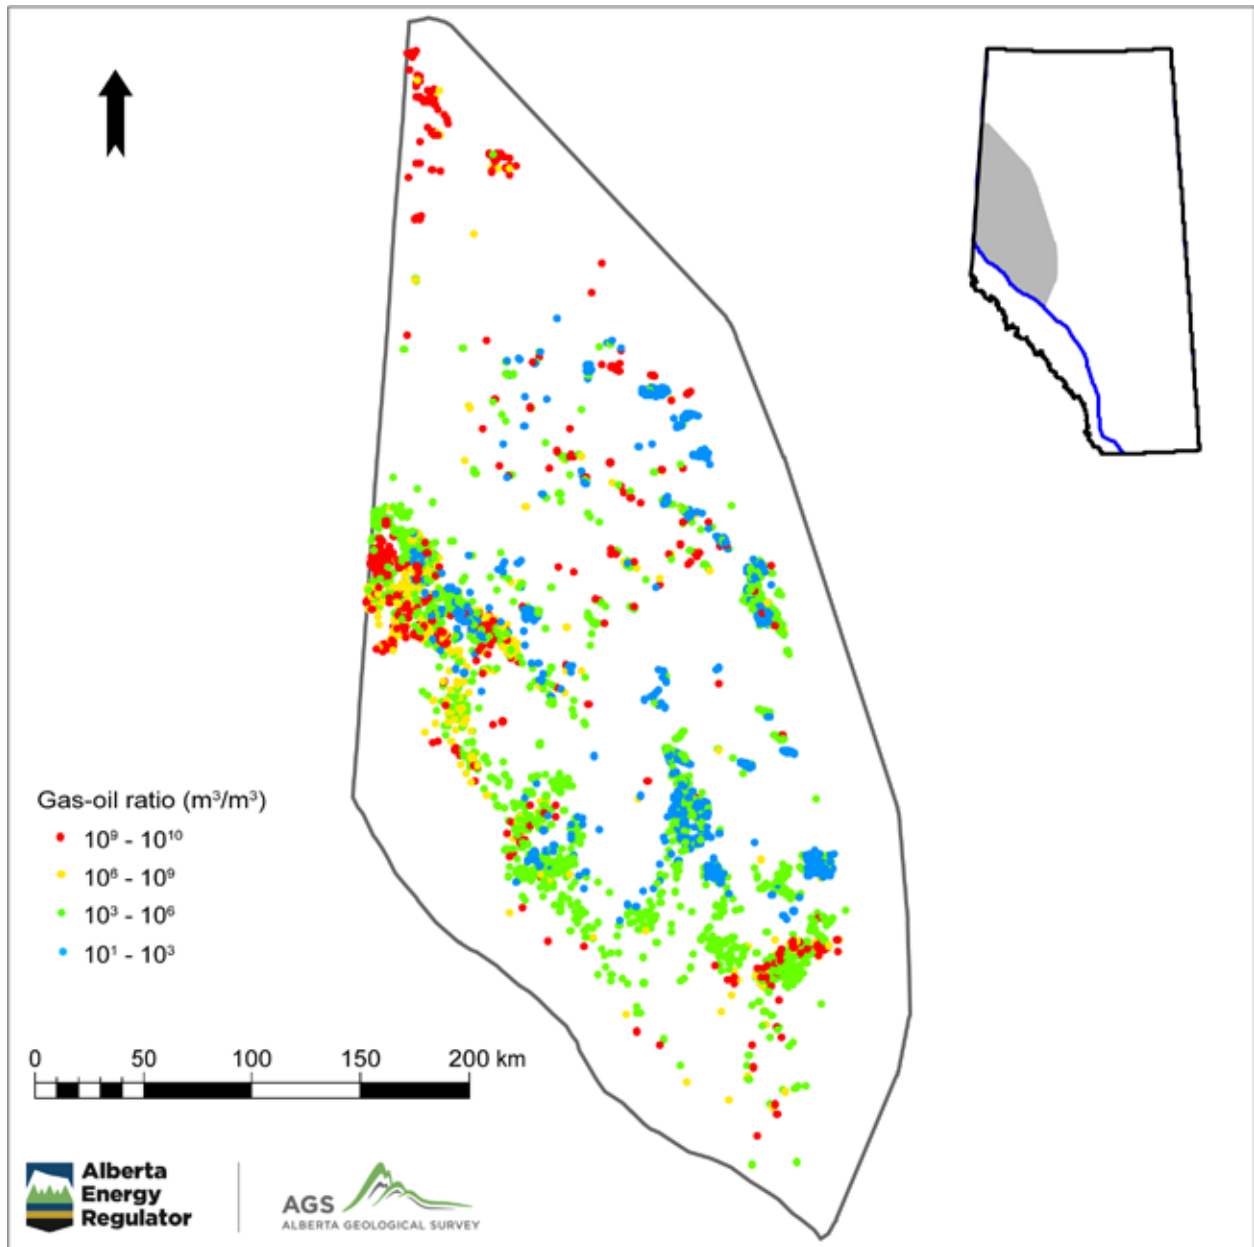 Gas-oil ratio (m³/m³)
10⁹ - 10¹⁰
10⁶ - 10⁹
10³ - 10⁶
10¹ - 10³
0 50 100 150 200 km
Alberta
Energy
Regulator
AGS
ALBERTA GEOLOGICAL SURVEY